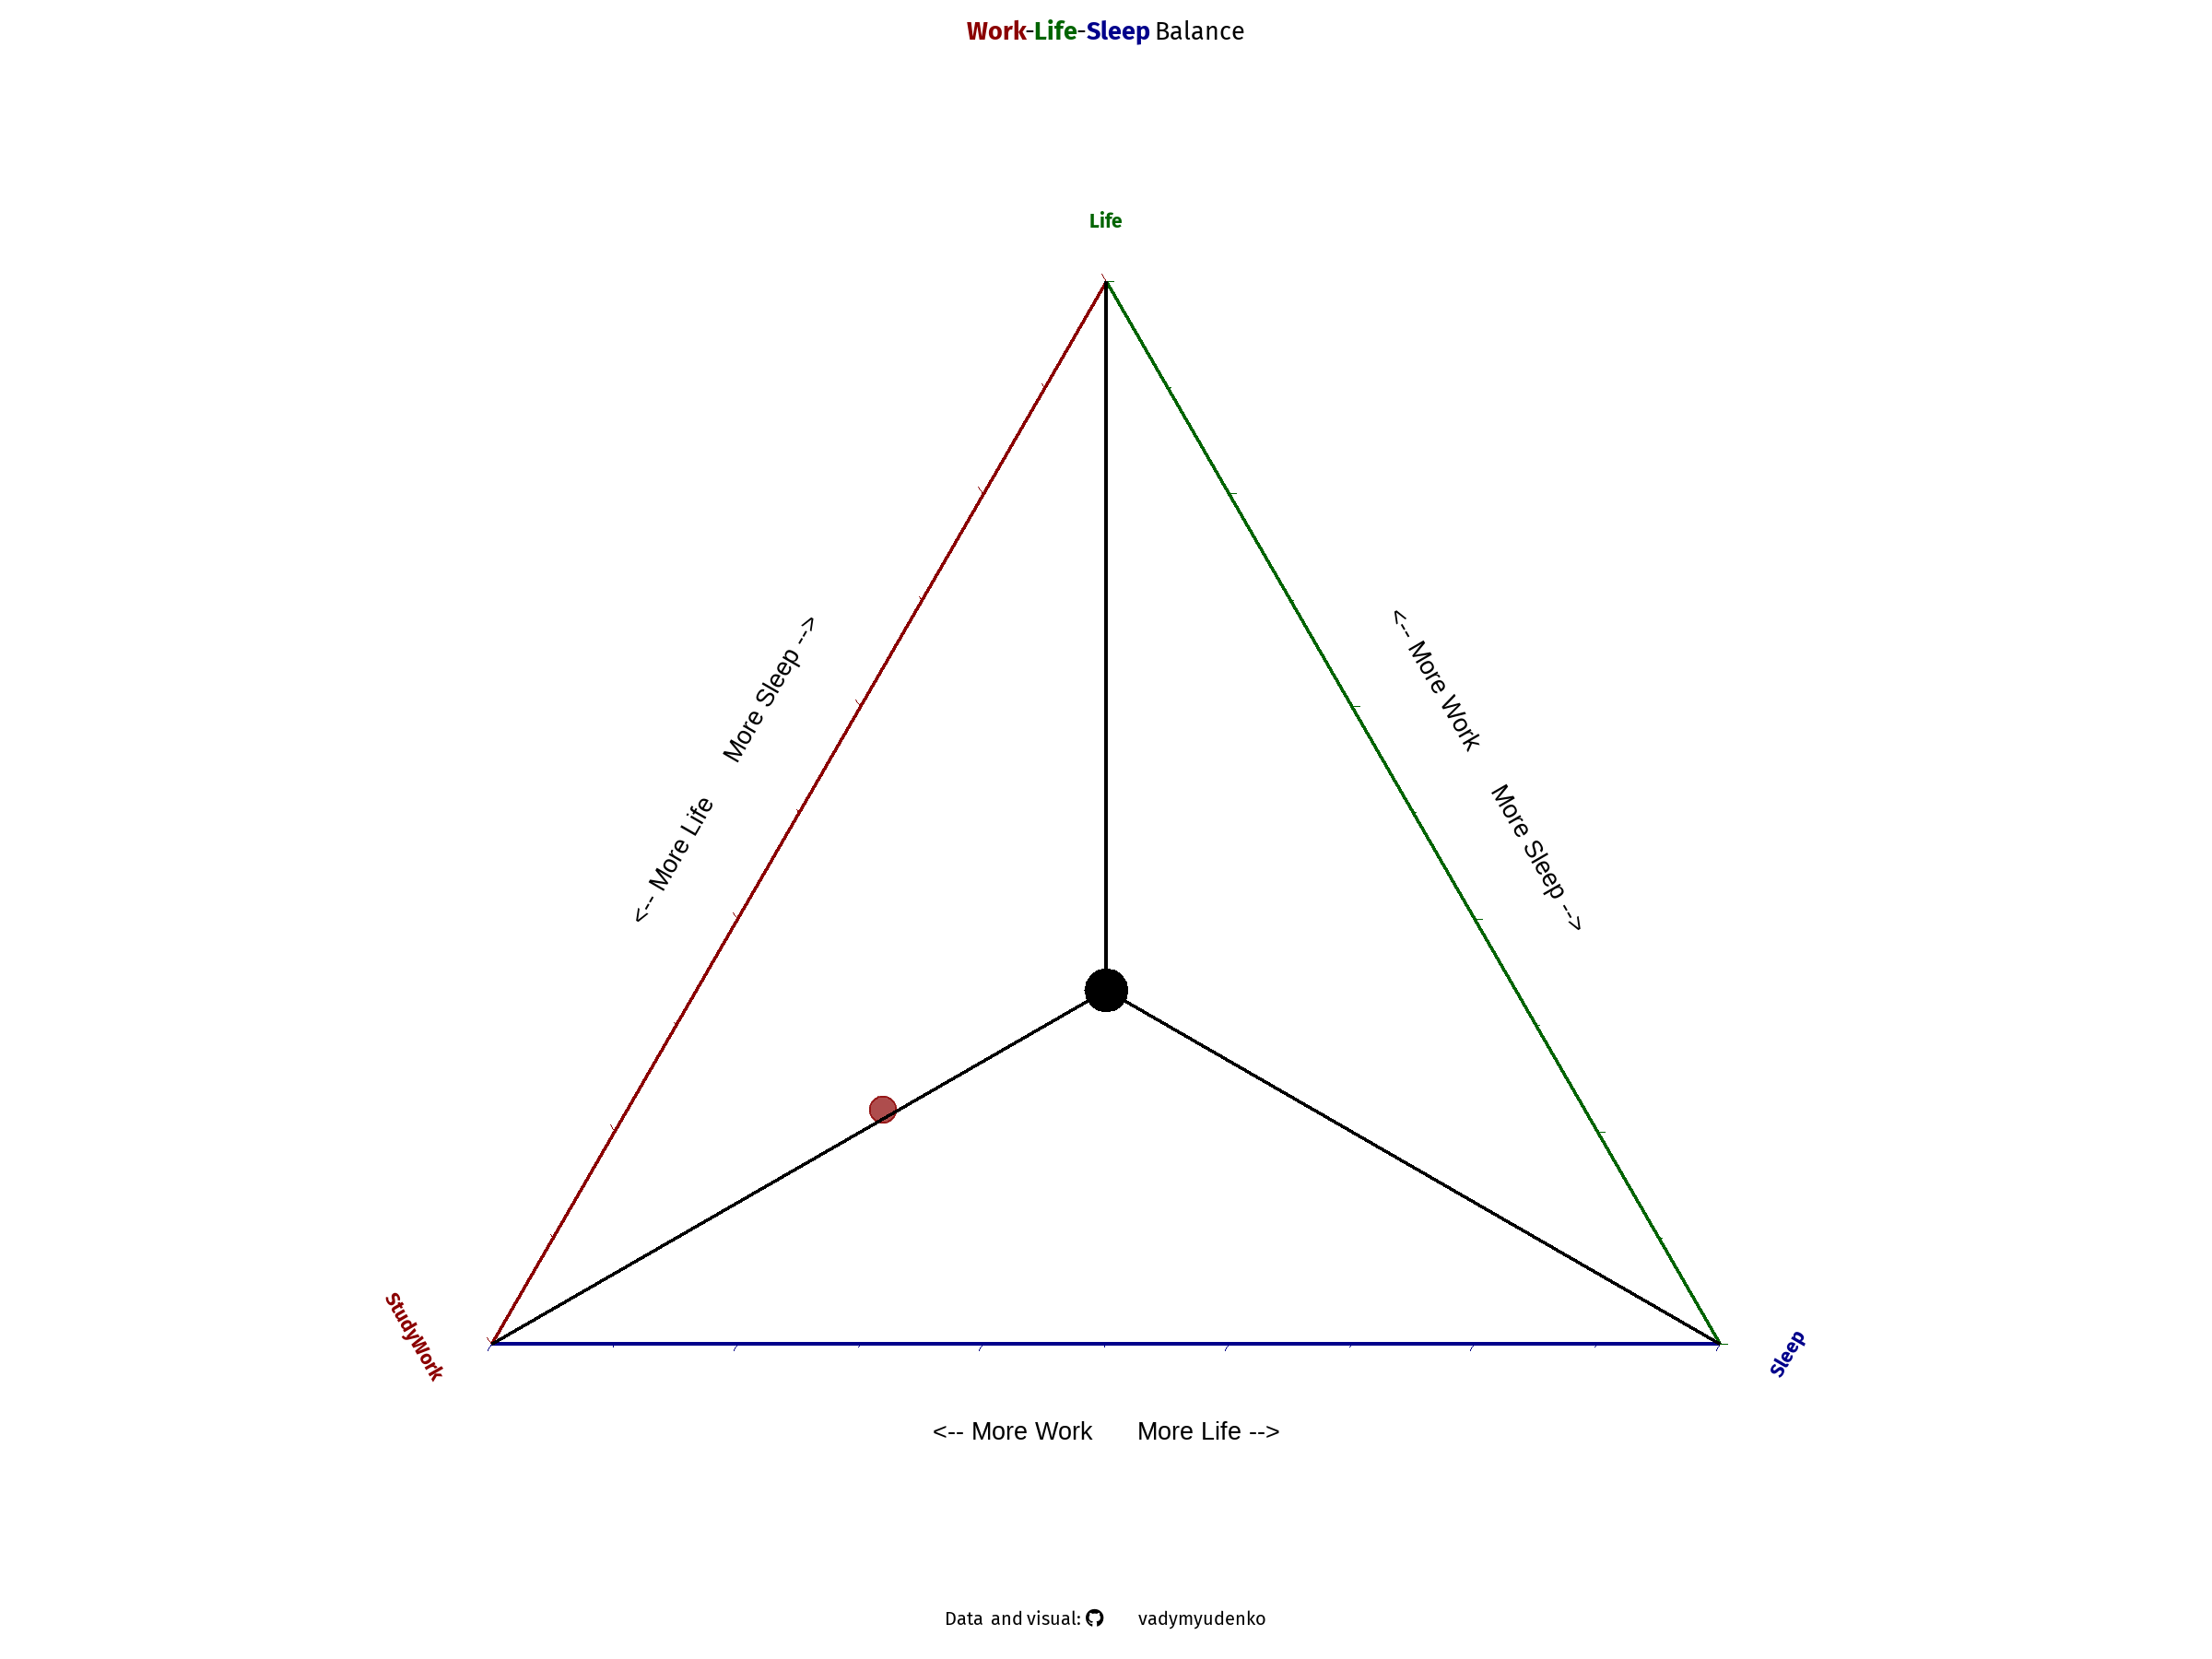 Work-Life-Sleep Balance
Life
<-- More Life More Sleep -->
<-- More Work More Sleep -->
StudyWork
Sleep
<-- More Work More Life -->
Data and visual: vadymyudenko